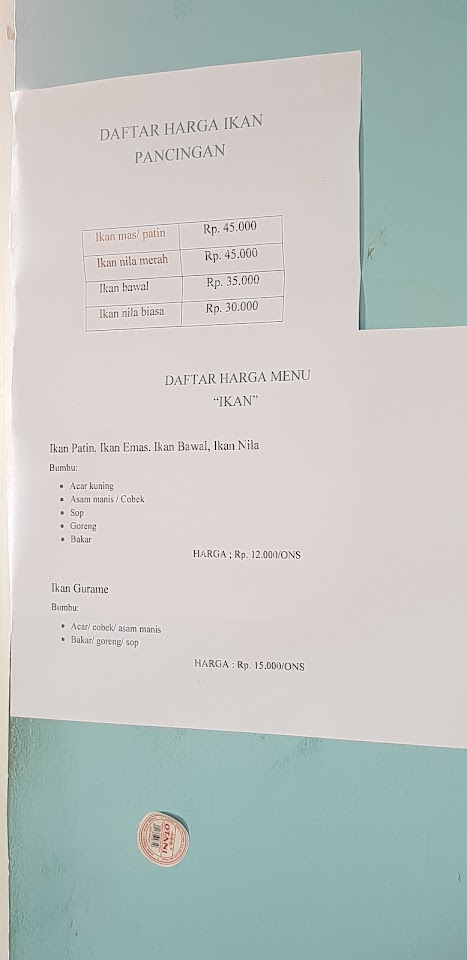 DAFTAR HARGA IKAN
PANCINGAN
Ikan mas/ patin Rp. 45.000
Ikan nila merah Rp. 45.000
Ikan bawal Rp. 35.000
Ikan nila biasa Rp. 30.000
DAFTAR HARGA MENU
“IKAN”
Ikan Patin. Ikan Emas. Ikan Bawal, Ikan Nila
Bumbu:
• Acar kuning
• Asam manis / Cobek
• Sop
• Goreng
• Bakar
HARGA ; Rp. 12.000/ONS
Ikan Gurame
Bumbu:
• Acar/ cobek/ asam manis
• Bakar/ goreng/ sop
HARGA : Rp. 15.000/ONS
OTANI